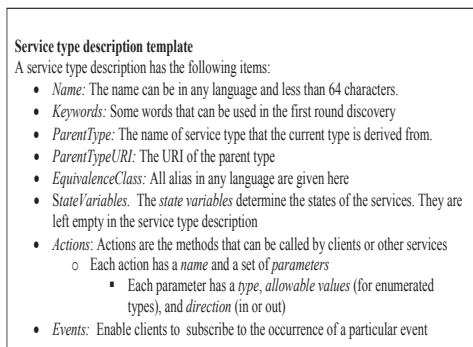 Service type description template
A service type description has the following items:
• Name: The name can be in any language and less than 64 characters.
• Keywords: Some words that can be used in the first round discovery
• ParentType: The name of service type that the current type is derived from.
• ParentTypeURI: The URI of the parent type
• EquivalenceClass: All alias in any language are given here
• StateVariables. The state variables determine the states of the services. They are
left empty in the service type description
• Actions: Actions are the methods that can be called by clients or other services
o Each action has a name and a set of parameters
▪ Each parameter has a type, allowable values (for enumerated
types), and direction (in or out)
• Events: Enable clients to subscribe to the occurrence of a particular event